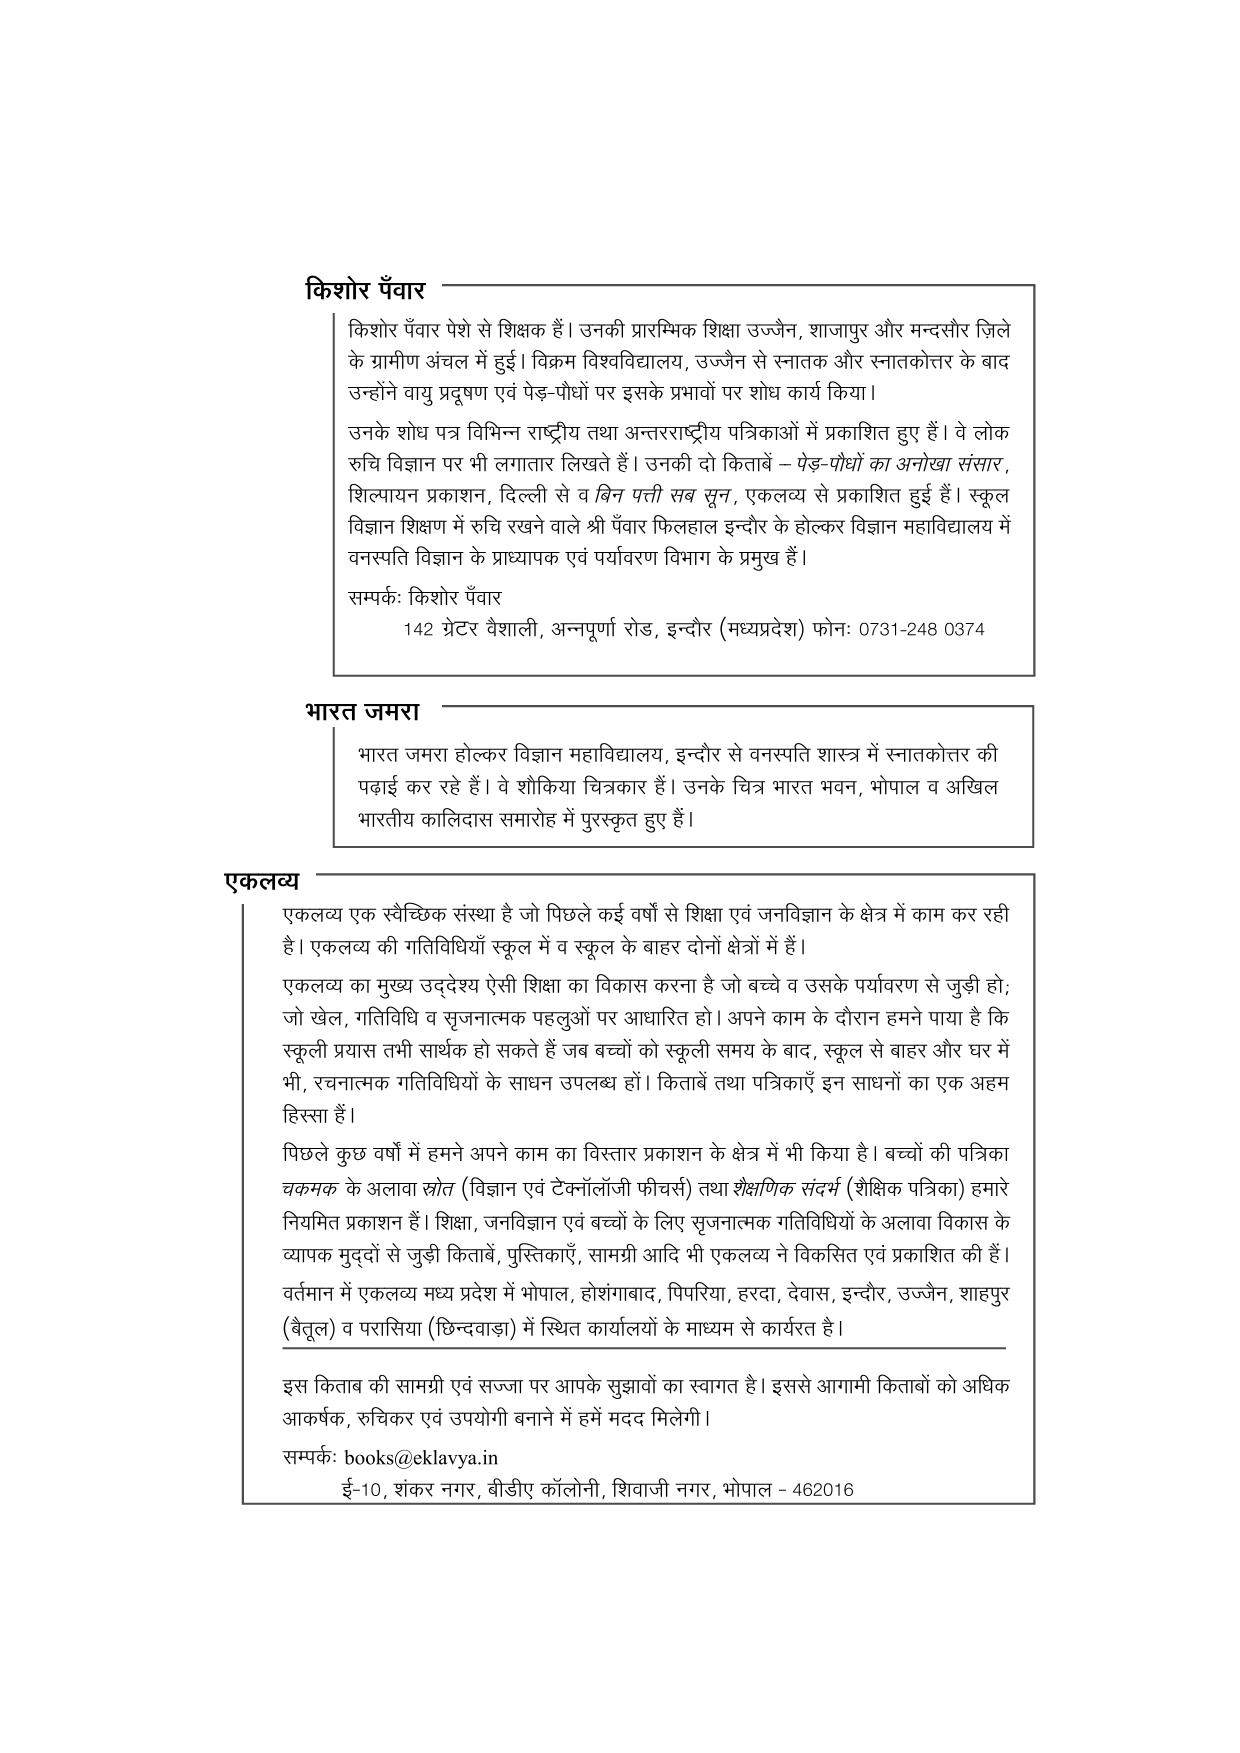 किशोर पँवार
किशोर पँवार पेशे से शिक्षक हैं। उनकी प्रारम्भिक शिक्षा उज्जैन, शाजापुर और मन्दसौर ज़िले
के ग्रामीण अंचल में हुई। विक्रम विश्वविद्यालय, उज्जैन से स्नातक और स्नातकोत्तर के बाद
उन्होंने वायु प्रदूषण एवं पेड़-पौधों पर इसके प्रभावों पर शोध कार्य किया।
उनके शोध पत्र विभिन्न राष्ट्रीय तथा अन्तरराष्ट्रीय पत्रिकाओं में प्रकाशित हुए हैं। वे लोक
रुचि विज्ञान पर भी लगातार लिखते हैं। उनकी दो किताबें – पेड़-पौधों का अनोखा संसार,
शिल्पायन प्रकाशन, दिल्ली से व बिन पत्ती सब सून, एकलव्य से प्रकाशित हुई हैं। स्कूल
विज्ञान शिक्षण में रुचि रखने वाले श्री पँवार फिलहाल इन्दौर के होल्कर विज्ञान महाविद्यालय में
वनस्पति विज्ञान के प्राध्यापक एवं पर्यावरण विभाग के प्रमुख हैं।
सम्पर्क: किशोर पँवार
142 ग्रेटर वैशाली, अन्नपूर्णा रोड, इन्दौर (मध्यप्रदेश) फोन: 0731-248 0374
भारत जमरा
भारत जमरा होल्कर विज्ञान महाविद्यालय, इन्दौर से वनस्पति शास्त्र में स्नातकोत्तर की
पढ़ाई कर रहे हैं। वे शौकिया चित्रकार हैं। उनके चित्र भारत भवन, भोपाल व अखिल
भारतीय कालिदास समारोह में पुरस्कृत हुए हैं।
एकलव्य
एकलव्य एक स्वैच्छिक संस्था है जो पिछले कई वर्षों से शिक्षा एवं जनविज्ञान के क्षेत्र में काम कर रही
है। एकलव्य की गतिविधियाँ स्कूल में व स्कूल के बाहर दोनों क्षेत्रों में हैं।
एकलव्य का मुख्य उद्देश्य ऐसी शिक्षा का विकास करना है जो बच्चे व उसके पर्यावरण से जुड़ी हो;
जो खेल, गतिविधि व सृजनात्मक पहलुओं पर आधारित हो। अपने काम के दौरान हमने पाया है कि
स्कूली प्रयास तभी सार्थक हो सकते हैं जब बच्चों को स्कूली समय के बाद, स्कूल से बाहर और घर में
भी, रचनात्मक गतिविधियों के साधन उपलब्ध हों। किताबें तथा पत्रिकाएँ इन साधनों का एक अहम
हिस्सा हैं।
पिछले कुछ वर्षों में हमने अपने काम का विस्तार प्रकाशन के क्षेत्र में भी किया है। बच्चों की पत्रिका
चकमक के अलावा स्रोत (विज्ञान एवं टेक्नॉलॉजी फीचर्स) तथा शैक्षणिक संदर्भ (शैक्षिक पत्रिका) हमारे
नियमित प्रकाशन हैं। शिक्षा, जनविज्ञान एवं बच्चों के लिए सृजनात्मक गतिविधियों के अलावा विकास के
व्यापक मुद्दों से जुड़ी किताबें, पुस्तिकाएँ, सामग्री आदि भी एकलव्य ने विकसित एवं प्रकाशित की हैं।
वर्तमान में एकलव्य मध्य प्रदेश में भोपाल, होशंगाबाद, पिपरिया, हरदा, देवास, इन्दौर, उज्जैन, शाहपुर
(बैतूल) व परासिया (छिन्दवाड़ा) में स्थित कार्यालयों के माध्यम से कार्यरत है।
इस किताब की सामग्री एवं सज्जा पर आपके सुझावों का स्वागत है। इससे आगामी किताबों को अधिक
आकर्षक, रुचिकर एवं उपयोगी बनाने में हमें मदद मिलेगी।
सम्पर्क: books@eklavya.in
ई-10, शंकर नगर, बीडीए कॉलोनी, शिवाजी नगर, भोपाल - 462016